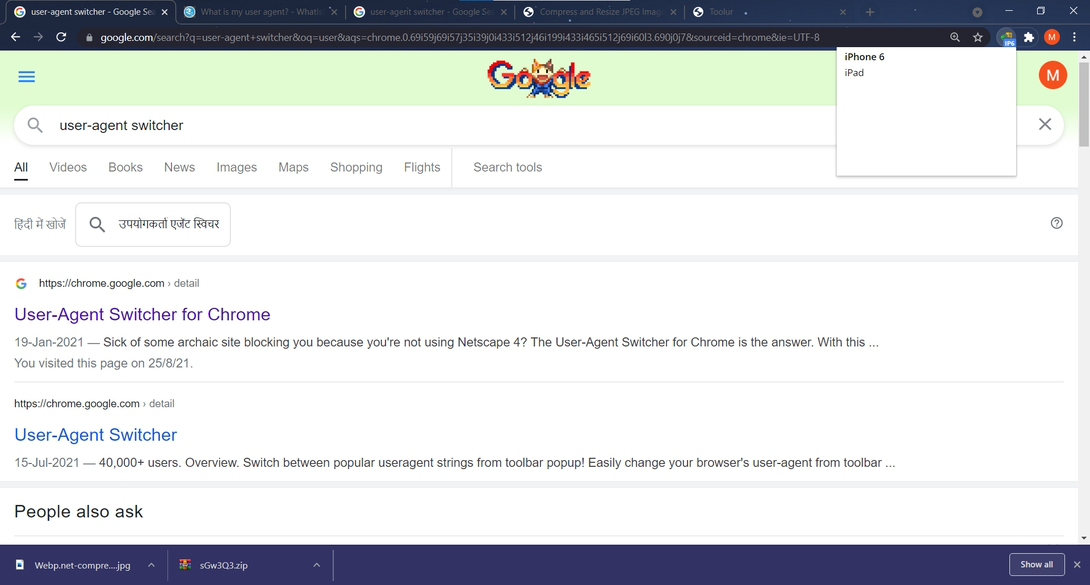 user-agent switcher - Google Se
What is my user agent? - WhatIs
user-agent switcher - Google Se
Compress and Resize JPEG Imag
Toolur
google.com/search?q=user-agent+switcher&oq=user&aqs=chrome.0.69i59j69i57j35i39j0i433i512j46i199i433i465i512j69i60l3.690j0j7&sourceid=chrome&ie=UTF-8
IP6
M
iPhone 6
iPad
Google
M
user-agent switcher
All
Videos
Books
News
Images
Maps
Shopping
Flights
Search tools
हिंदी में खोजें
उपयोगकर्ता एजेंट स्विचर
https://chrome.google.com › detail
User-Agent Switcher for Chrome
19-Jan-2021 — Sick of some archaic site blocking you because you're not using Netscape 4? The User-Agent Switcher for Chrome is the answer. With this ...
You visited this page on 25/8/21.
https://chrome.google.com › detail
User-Agent Switcher
15-Jul-2021 — 40,000+ users. Overview. Switch between popular useragent strings from toolbar popup! Easily change your browser's user-agent from toolbar ...
People also ask
Webp.net-compre....jpg
sGw3Q3.zip
Show all